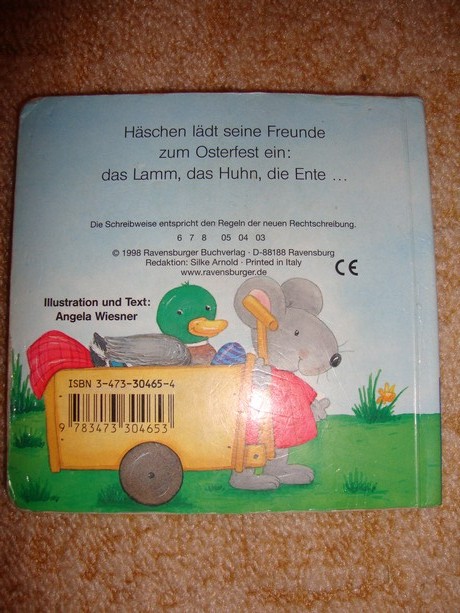 Häschen lädt seine Freunde
zum Osterfest ein:
das Lamm, das Huhn, die Ente ...
Die Schreibweise entspricht den Regeln der neuen Rechtschreibung.
6 7 8 05 04 03
© 1998 Ravensburger Buchverlag · D-88188 Ravensburg
Redaktion: Silke Arnold · Printed in Italy
www.ravensburger.de
CE
Illustration und Text:
Angela Wiesner
ISBN 3-473-30465-4
9 783473 304653